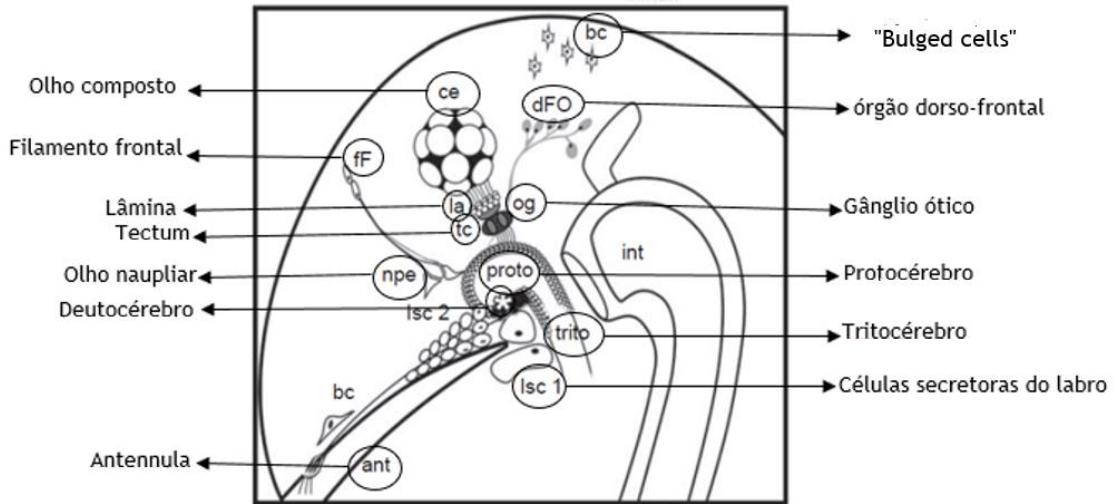 bc
"Bulged cells"
Olho composto
ce
dFO
órgão dorso-frontal
Filamento frontal
fF
Lâmina
la
og
Gânglio ótico
Tectum
tc
int
Olho naupliar
npe
proto
Protocérebro
Deutocérebro
lsc 2
trito
Tritocérebro
lsc 1
Células secretoras do labro
bc
Antennula
ant